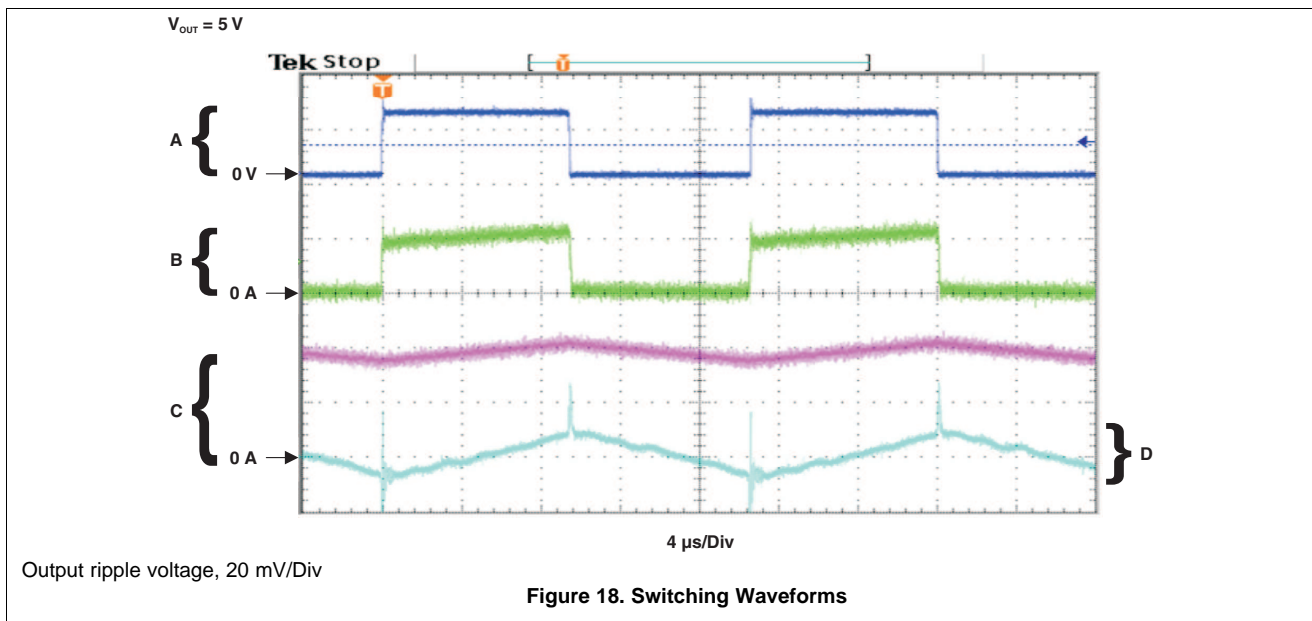 V_OUT = 5 V
Tek Stop
T
T
A
0 V
B
0 A
C
0 A
D
4 µs/Div
Output ripple voltage, 20 mV/Div
Figure 18. Switching Waveforms